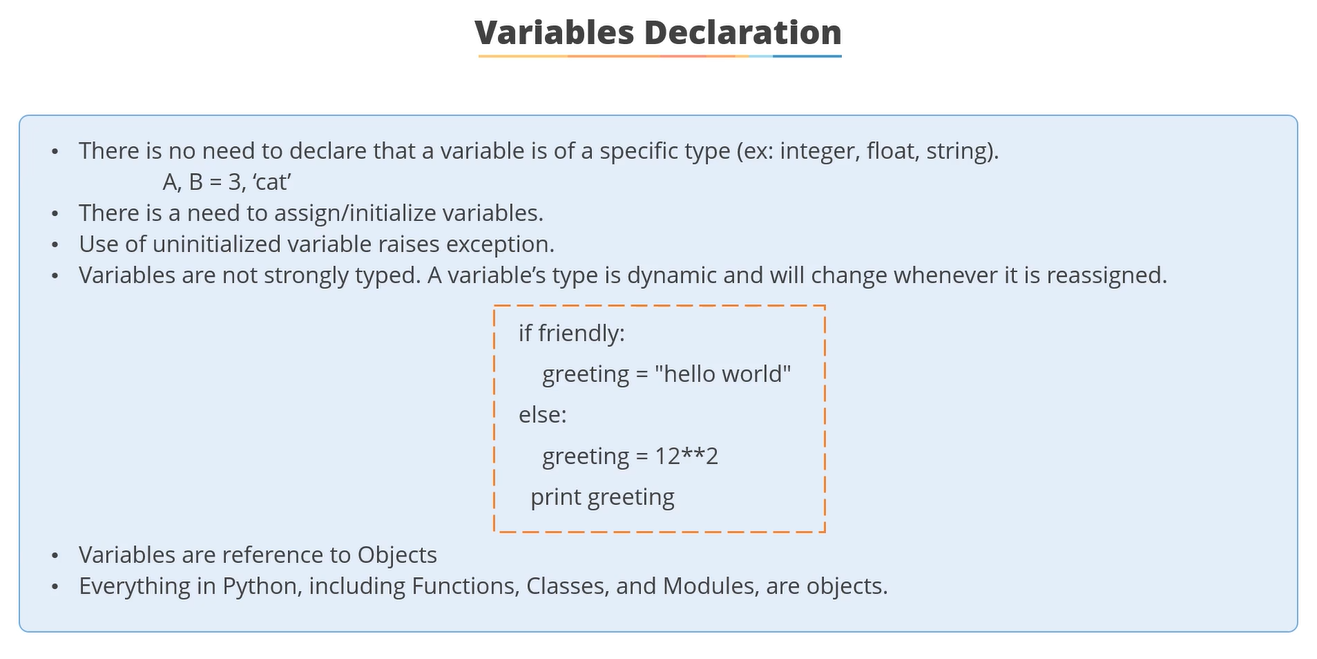 Variables Declaration
• There is no need to declare that a variable is of a specific type (ex: integer, float, string).
A, B = 3, ‘cat’
• There is a need to assign/initialize variables.
• Use of uninitialized variable raises exception.
• Variables are not strongly typed. A variable’s type is dynamic and will change whenever it is reassigned.
if friendly:
greeting = "hello world"
else:
greeting = 12**2
print greeting
• Variables are reference to Objects
• Everything in Python, including Functions, Classes, and Modules, are objects.